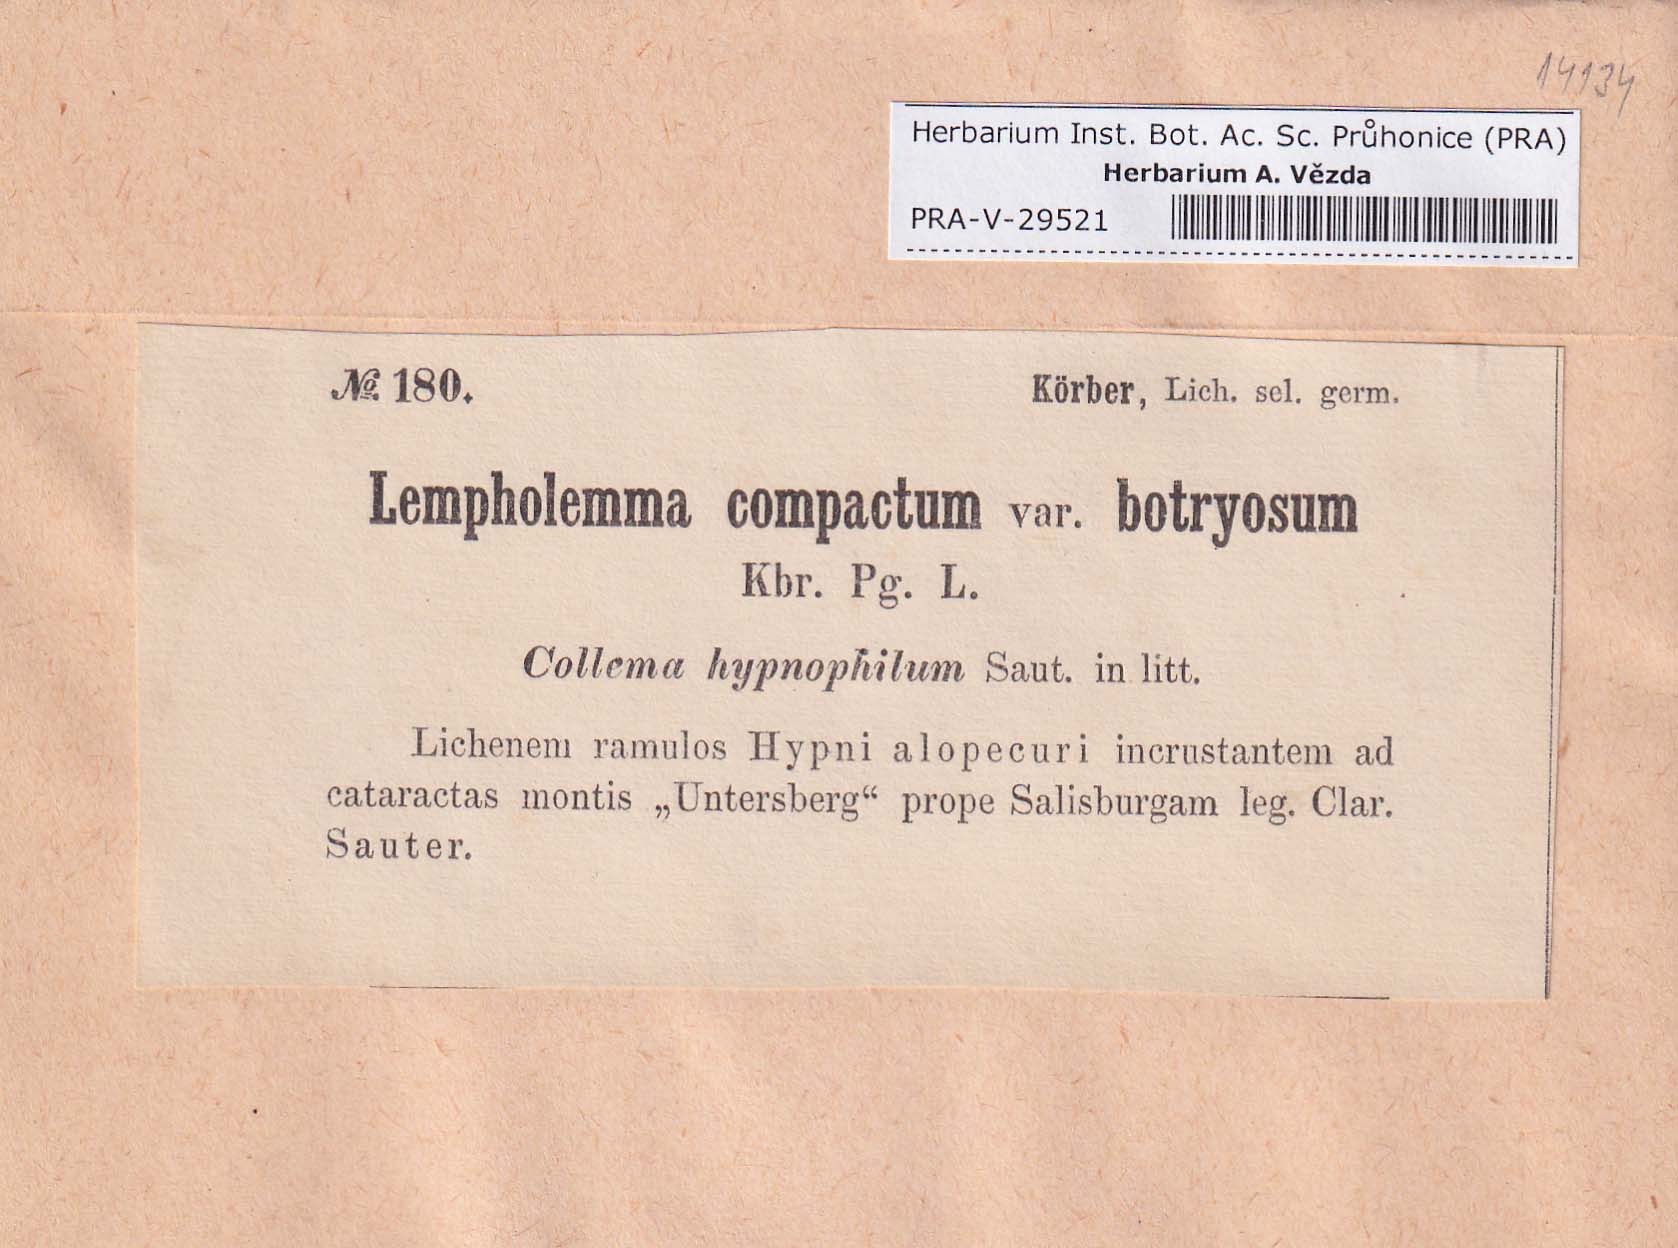 14134
Herbarium Inst. Bot. Ac. Sc. Průhonice (PRA)
Herbarium A. Vězda
PRA-V-29521
№ 180.
Körber, Lich. sel. germ.
Lempholemma compactum var. botryosum
Kbr. Pg. L.
Collema hypnophilum Saut. in litt.
Lichenem ramulos Hypni alopecuri incrustantem ad
cataractas montis „Untersberg“ prope Salisburgam leg. Clar.
Sauter.